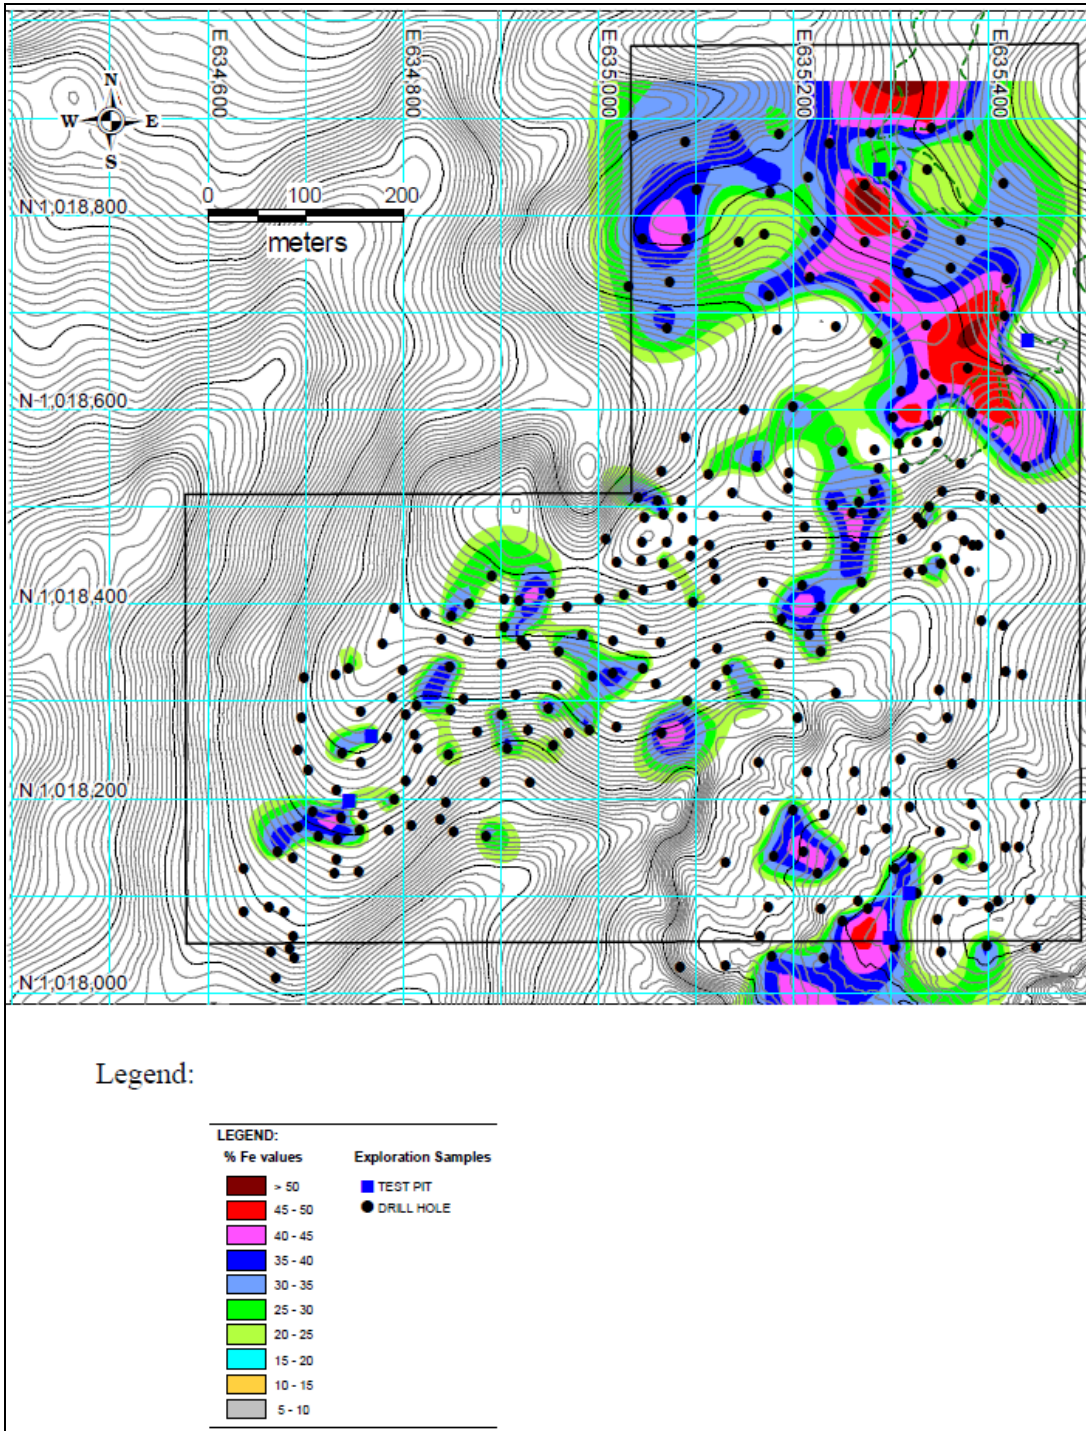 E 634,600
E 634,800
E 635,000
E 635,200
E 635,400
N
W E
S
0 100 200
meters
N 1,018,800
N 1,018,600
N 1,018,400
N 1,018,200
N 1,018,000
Legend:
LEGEND:
% Fe values Exploration Samples
> 50 TEST PIT
45 - 50 DRILL HOLE
40 - 45
35 - 40
30 - 35
25 - 30
20 - 25
15 - 20
10 - 15
5 - 10